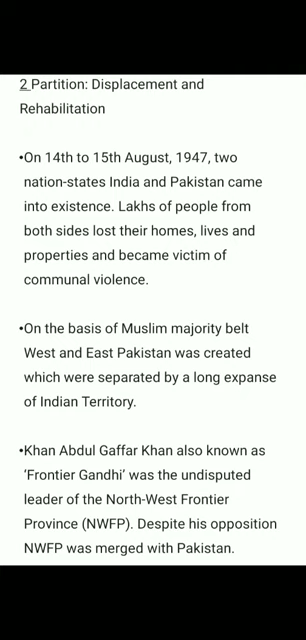 2 Partition: Displacement and
Rehabilitation
•On 14th to 15th August, 1947, two
nation-states India and Pakistan came
into existence. Lakhs of people from
both sides lost their homes, lives and
properties and became victim of
communal violence.
•On the basis of Muslim majority belt
West and East Pakistan was created
which were separated by a long expanse
of Indian Territory.
•Khan Abdul Gaffar Khan also known as
‘Frontier Gandhi’ was the undisputed
leader of the North-West Frontier
Province (NWFP). Despite his opposition
NWFP was merged with Pakistan.